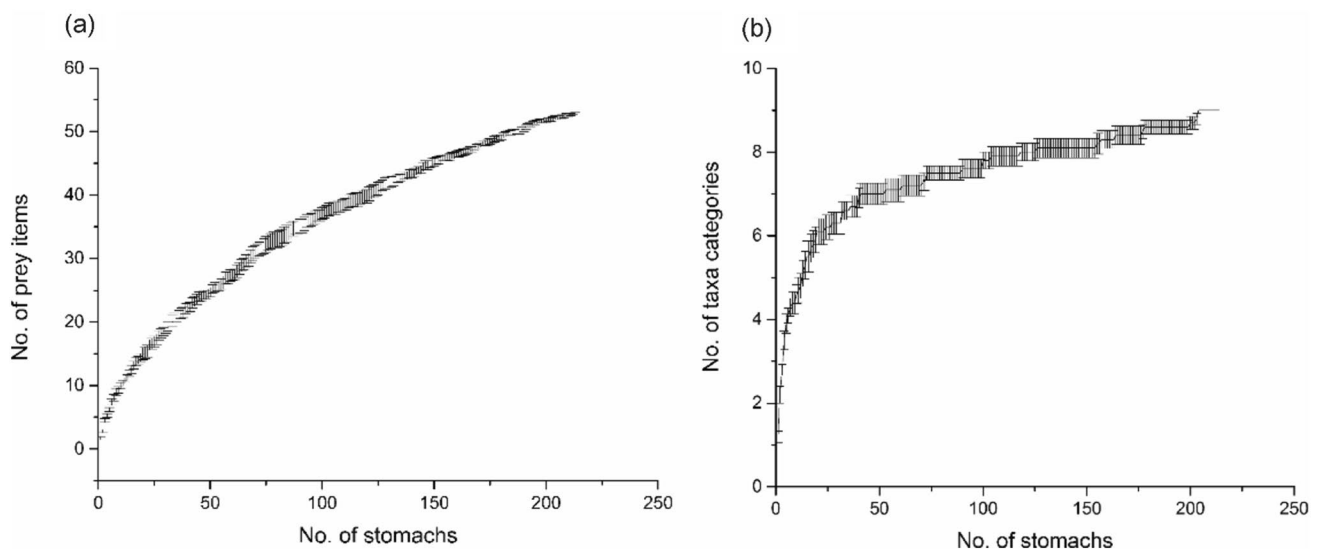 (a)
60
50
40
30
20
10
0
No. of prey items
0 50 100 150 200 250
No. of stomachs
(b)
10
8
6
4
2
0
No. of taxa categories
0 50 100 150 200 250
No. of stomachs